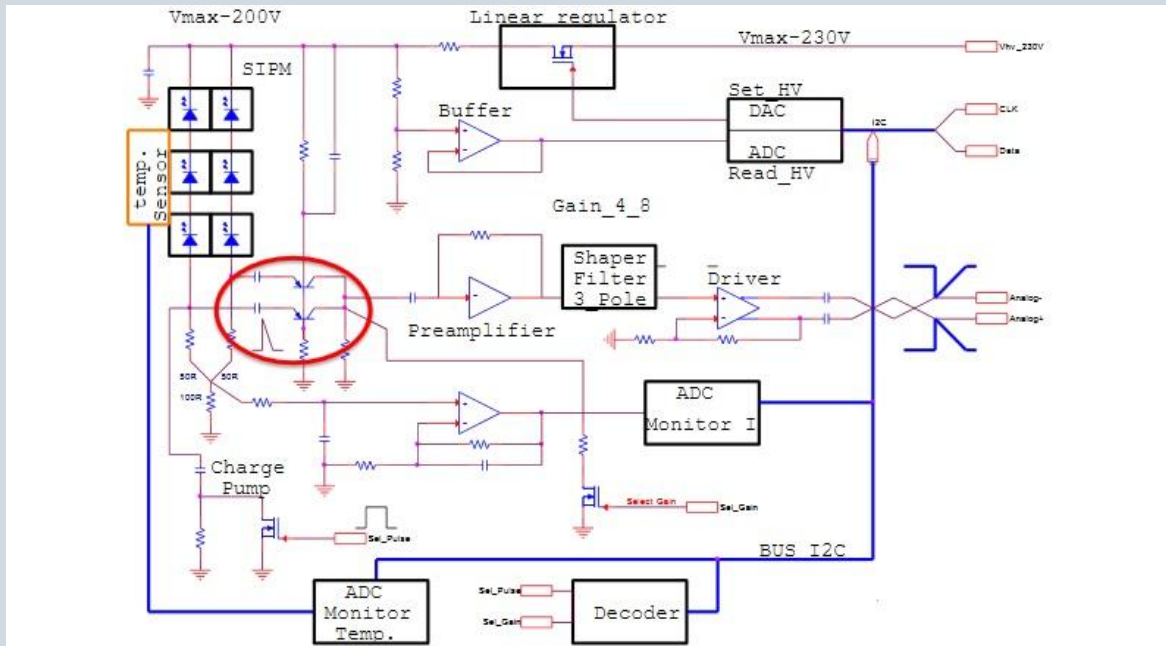 Vmax-200V
Linear regulator
Vmax-230V
Vhv_230V
SIPM
Set_HV
DAC
ADC
Read_HV
I2C
CLK
Data
Buffer
temp.
Sensor
Gain_4_8
Shaper
Filter
3_Pole
Driver
Analog-
Analog+
Preamplifier
50R
50R
100R
ADC
Monitor I
Charge
Pump
Select Gain
Sel_Gain
Sel_Pulse
BUS I2C
ADC
Monitor
Temp.
Sel_Pulse
Sel_Gain
Decoder